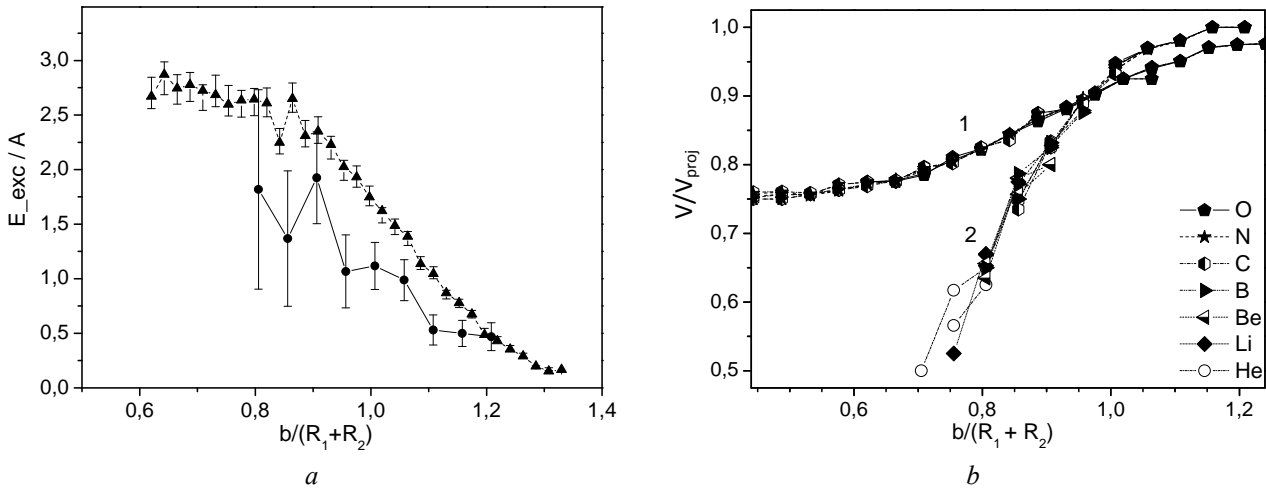 3,0
2,5
2,0
1,5
1,0
0,5
0,0
E_exc / A
0,6 0,8 1,0 1,2 1,4
b/(R₁+R₂)
a
1,0
0,9
0,8
0,7
0,6
0,5
V/V_proj
1
2
O
N
C
B
Be
Li
He
0,6 0,8 1,0 1,2
b/(R₁ + R₂)
b